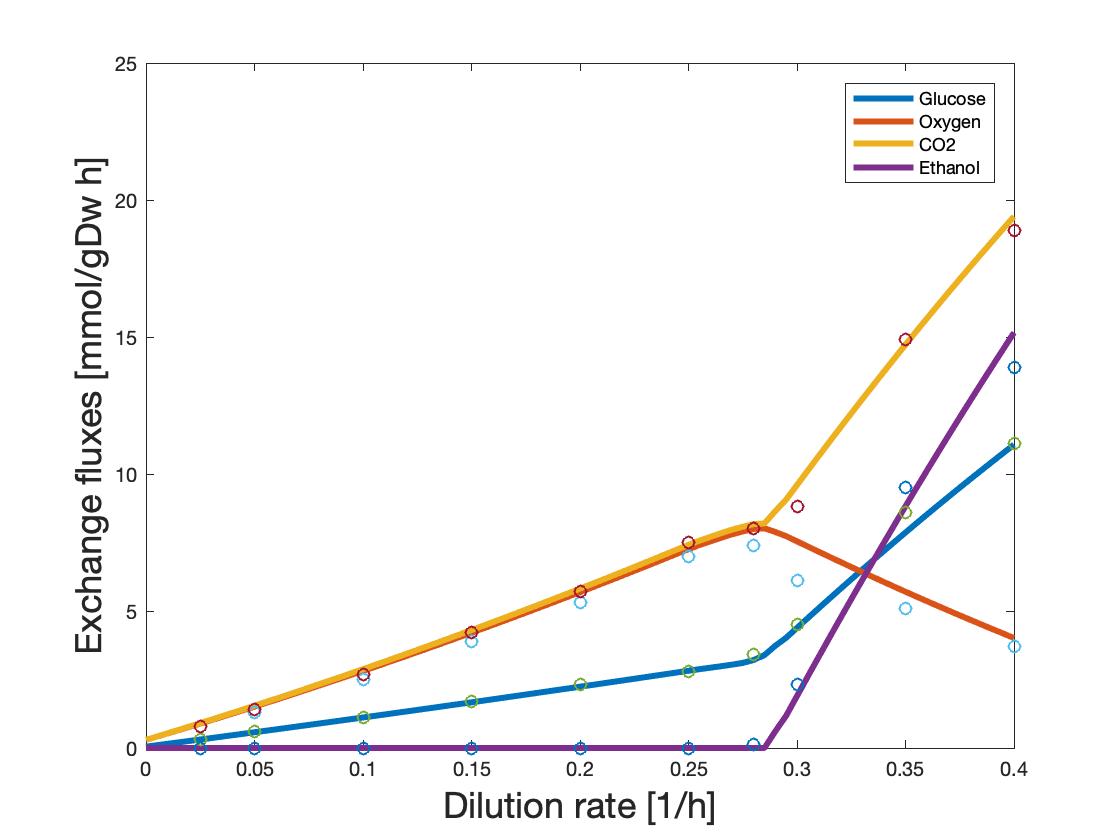 25
20
15
10
5
0
Exchange fluxes [mmol/gDw h]
Glucose
Oxygen
CO2
Ethanol
0 0.05 0.1 0.15 0.2 0.25 0.3 0.35 0.4
Dilution rate [1/h]